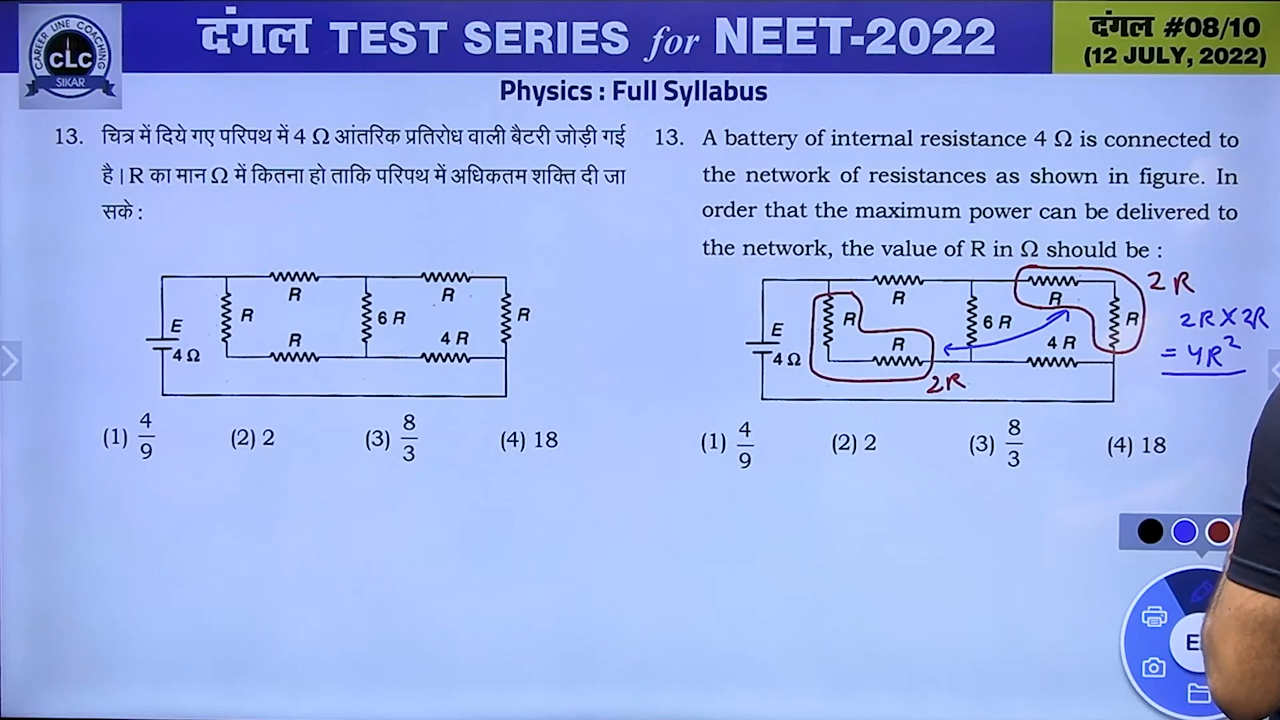 CAREER LINE COACHING
CLC
SIKAR
दंगल TEST SERIES for NEET-2022
दंगल #08/10
(12 JULY, 2022)
Physics : Full Syllabus
13. चित्र में दिये गए परिपथ में 4 Ω आंतरिक प्रतिरोध वाली बैटरी जोड़ी गई
है। R का मान Ω में कितना हो ताकि परिपथ में अधिकतम शक्ति दी जा
सके :
R
R
R
6 R
R
R
4 R
E
4 Ω
(1) 4/9 (2) 2 (3) 8/3 (4) 18
13. A battery of internal resistance 4 Ω is connected to
the network of resistances as shown in figure. In
order that the maximum power can be delivered to
the network, the value of R in Ω should be :
R
R
R
6 R
R
R
4 R
E
4 Ω
2R
2R
2R×2R
= 4R²
(1) 4/9 (2) 2 (3) 8/3 (4) 18